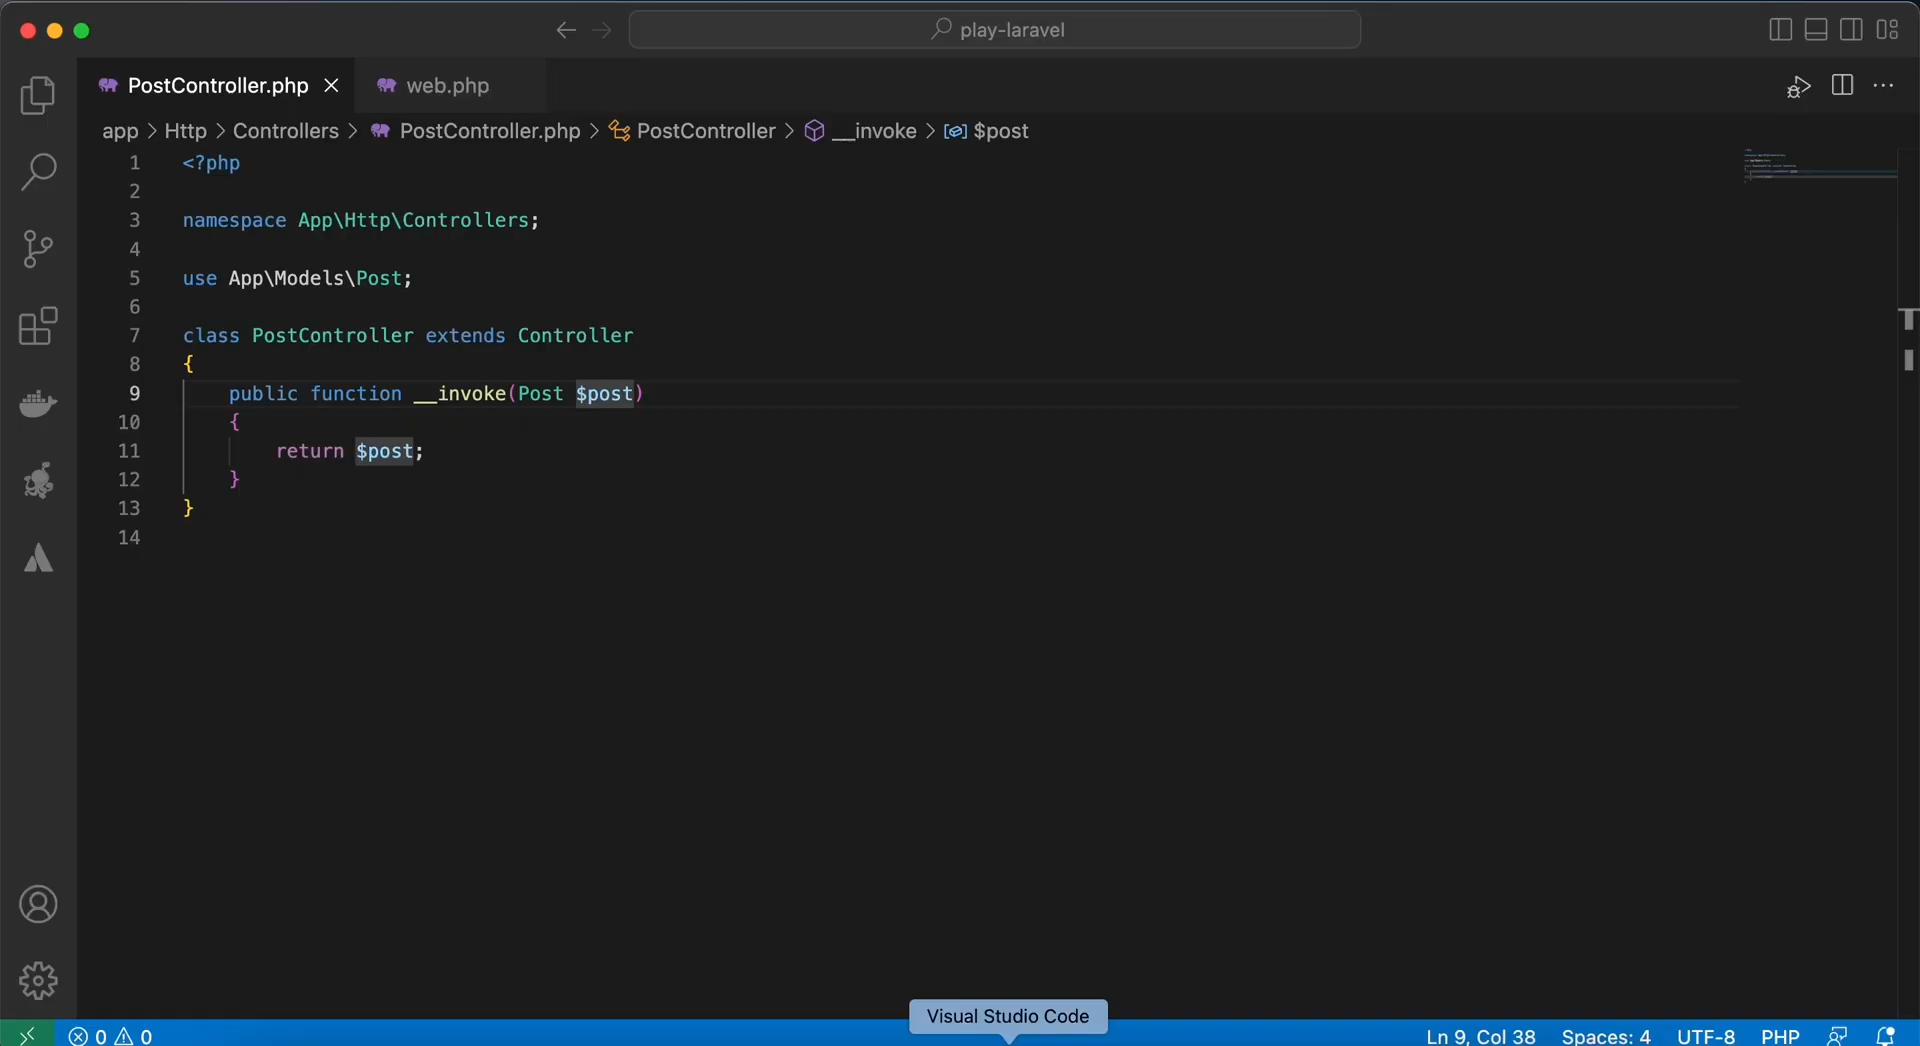 play-laravel
PostController.php
web.php
app > Http > Controllers > PostController.php > PostController > __invoke > $post
1 <?php
2
3 namespace App\Http\Controllers;
4
5 use App\Models\Post;
6
7 class PostController extends Controller
8 {
9     public function __invoke(Post $post)
10     {
11         return $post;
12     }
13 }
14
Visual Studio Code
0 0 Ln 9, Col 38 Spaces: 4 UTF-8 PHP